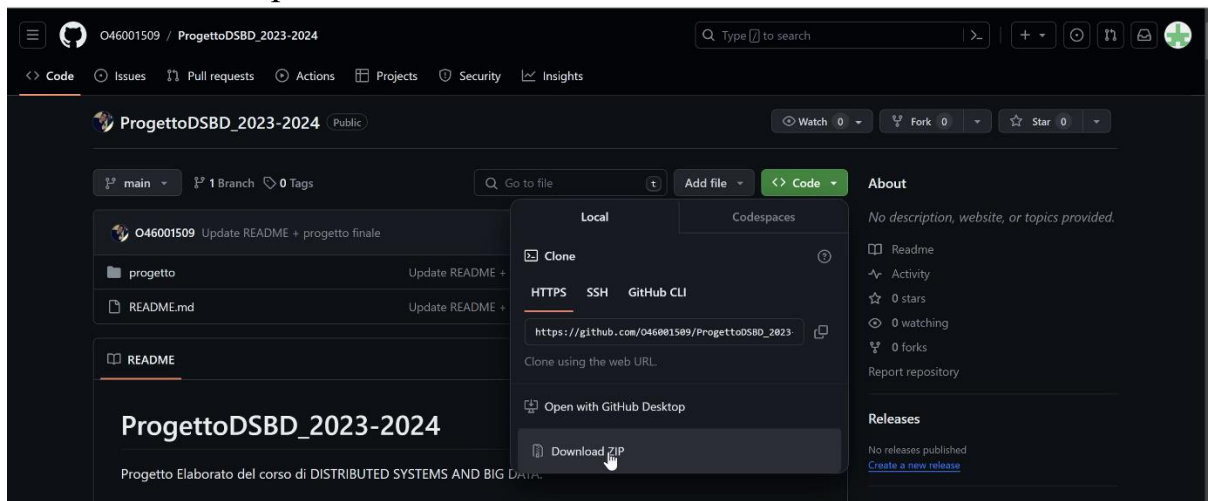 O46001509 / ProgettoDSBD_2023-2024
Type / to search
Code
Issues
Pull requests
Actions
Projects
Security
Insights
ProgettoDSBD_2023-2024 Public
Watch 0
Fork 0
Star 0
main
1 Branch
0 Tags
Go to file
t
Add file
Code
About
O46001509 Update README + progetto finale
progetto Update README +
README.md Update README +
README
ProgettoDSBD_2023-2024
Progetto Elaborato del corso di DISTRIBUTED SYSTEMS AND BIG DATA.
Local
Codespaces
Clone
HTTPS
SSH
GitHub CLI
https://github.com/O46001509/ProgettoDSBD_2023-
Clone using the web URL.
Open with GitHub Desktop
Download ZIP
No description, website, or topics provided.
Readme
Activity
0 stars
0 watching
0 forks
Report repository
Releases
No releases published
Create a new release